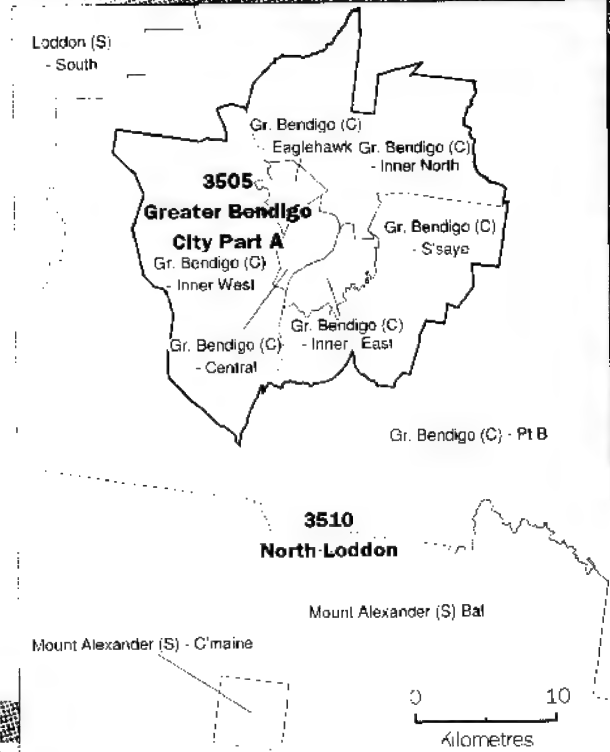 Loddon (S)
- South
Gr. Bendigo (C)
- Eaglehawk
Gr. Bendigo (C)
- Inner North
3505
Greater Bendigo
City Part A
Gr. Bendigo (C)
- S'saye
Gr. Bendigo (C)
- Inner West
Gr. Bendigo (C)
- Inner East
Gr. Bendigo (C)
- Central
Gr. Bendigo (C) - Pt B
3510
North Loddon
Mount Alexander (S) Bal
Mount Alexander (S) - C'maine
0 10
Kilometres